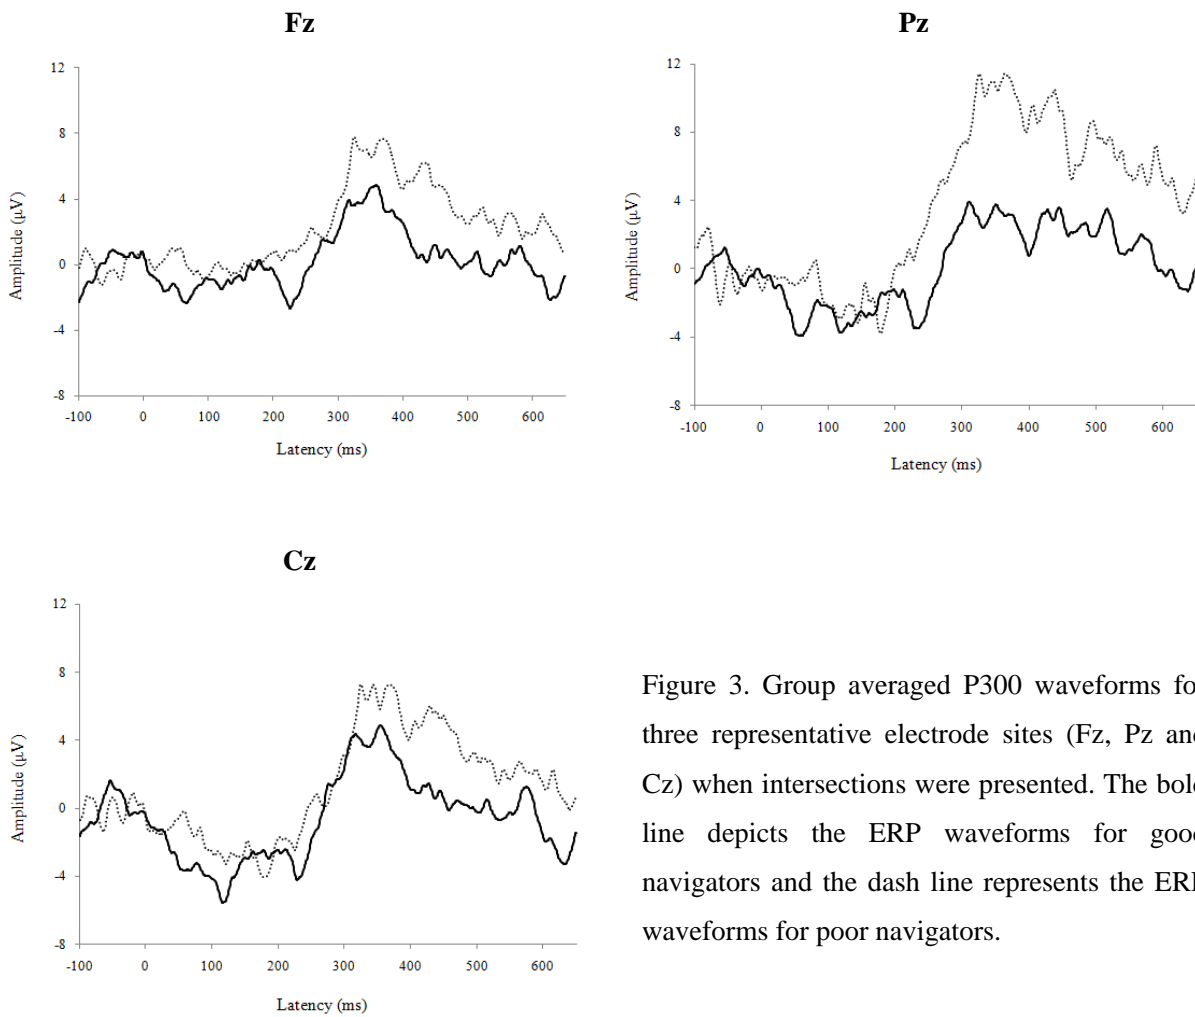 Fz
12
8
4
0
-4
-8
Amplitude (µV)
-100 0 100 200 300 400 500 600
Latency (ms)
Pz
12
8
4
0
-4
-8
Amplitude (µV)
-100 0 100 200 300 400 500 600
Latency (ms)
Cz
12
8
4
0
-4
-8
Amplitude (µV)
-100 0 100 200 300 400 500 600
Latency (ms)
Figure 3. Group averaged P300 waveforms fo
three representative electrode sites (Fz, Pz and
Cz) when intersections were presented. The bold
line depicts the ERP waveforms for good
navigators and the dash line represents the ERP
waveforms for poor navigators.